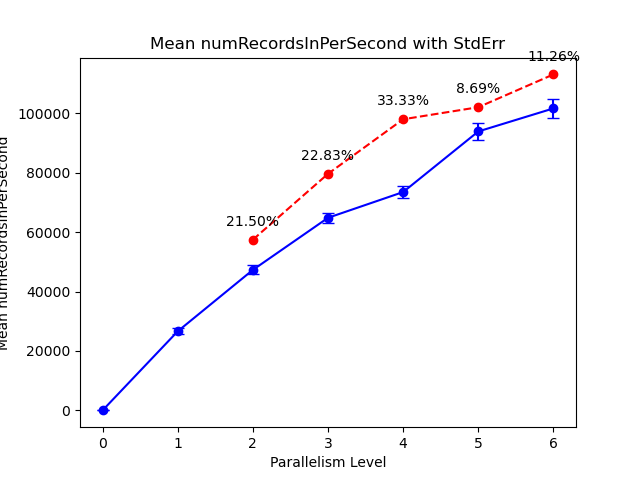 Mean numRecordsInPerSecond with StdErr
11.26%
8.69%
33.33%
22.83%
21.50%
100000
80000
60000
40000
20000
0
Mean numRecordsInPerSecond
0 1 2 3 4 5 6
Parallelism Level